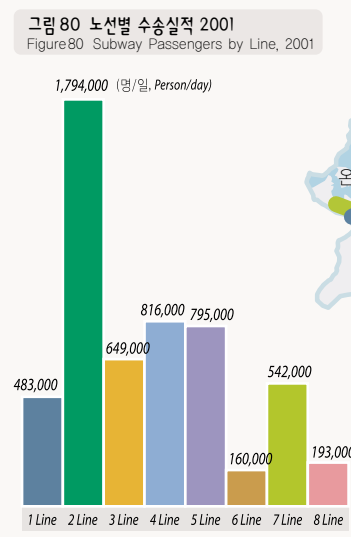 그림 80 노선별 수송실적 2001
Figure80 Subway Passengers by Line, 2001
1,794,000 (명/일, Person/day)
816,000 795,000
649,000
542,000
483,000
160,000 193,000
온
1 Line 2 Line 3 Line 4 Line 5 Line 6 Line 7 Line 8 Line